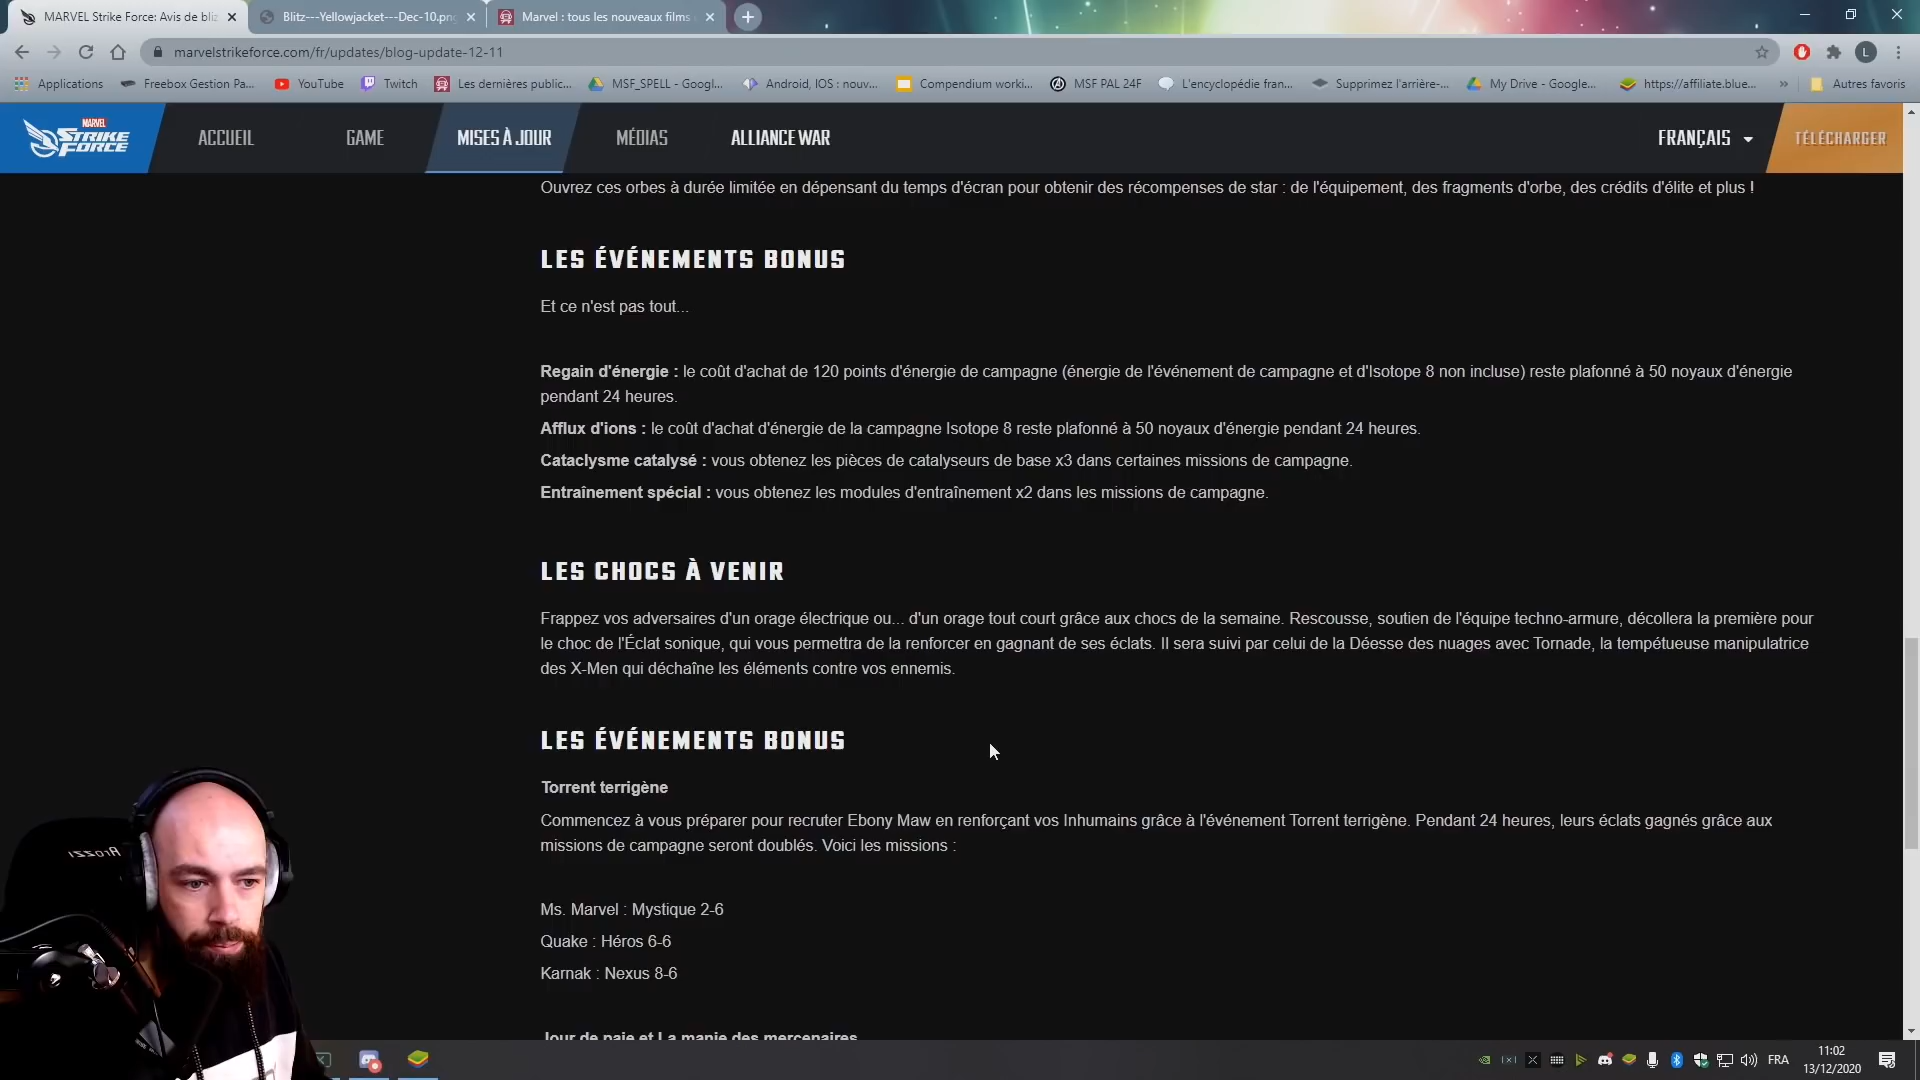 MARVEL Strike Force: Avis de bli
Blitz---Yellowjacket---Dec-10.pn
Marvel : tous les nouveaux films
marvelstrikeforce.com/fr/updates/blog-update-12-11
L
Applications
Freebox Gestion Pa...
YouTube
Twitch
Les dernières public...
MSF_SPELL - Googl...
Android, IOS : nouv...
Compendium worki...
MSF PAL 24F
L'encyclopédie fran...
Supprimez l'arrière-...
My Drive - Google...
https://affiliate.blue...
»
Autres favoris
MARVEL
STRIKE
FORCE
ACCUEIL
GAME
MISES À JOUR
MÉDIAS
ALLIANCE WAR
FRANÇAIS
TÉLÉCHARGER
Ouvrez ces orbes à durée limitée en dépensant du temps d'écran pour obtenir des récompenses de star : de l'équipement, des fragments d'orbe, des crédits d'élite et plus !
LES ÉVÉNEMENTS BONUS
Et ce n'est pas tout...
Regain d'énergie : le coût d'achat de 120 points d'énergie de campagne (énergie de l'événement de campagne et d'Isotope 8 non incluse) reste plafonné à 50 noyaux d'énergie
pendant 24 heures.
Afflux d'ions : le coût d'achat d'énergie de la campagne Isotope 8 reste plafonné à 50 noyaux d'énergie pendant 24 heures.
Cataclysme catalysé : vous obtenez les pièces de catalyseurs de base x3 dans certaines missions de campagne.
Entraînement spécial : vous obtenez les modules d'entraînement x2 dans les missions de campagne.
LES CHOCS À VENIR
Frappez vos adversaires d'un orage électrique ou... d'un orage tout court grâce aux chocs de la semaine. Rescousse, soutien de l'équipe techno-armure, décollera la première pour
le choc de l'Éclat sonique, qui vous permettra de la renforcer en gagnant de ses éclats. Il sera suivi par celui de la Déesse des nuages avec Tornade, la tempétueuse manipulatrice
des X-Men qui déchaîne les éléments contre vos ennemis.
LES ÉVÉNEMENTS BONUS
Torrent terrigène
Commencez à vous préparer pour recruter Ebony Maw en renforçant vos Inhumains grâce à l'événement Torrent terrigène. Pendant 24 heures, leurs éclats gagnés grâce aux
missions de campagne seront doublés. Voici les missions :
Ms. Marvel : Mystique 2-6
Quake : Héros 6-6
Karnak : Nexus 8-6
Jour de paie et La manie des mercenaires
Arozzi
FRA
11:02
13/12/2020